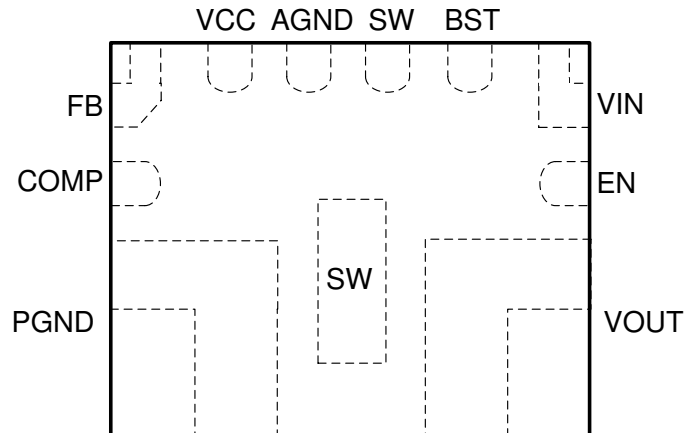 VCC AGND SW BST
FB VIN
COMP EN
SW
PGND VOUT